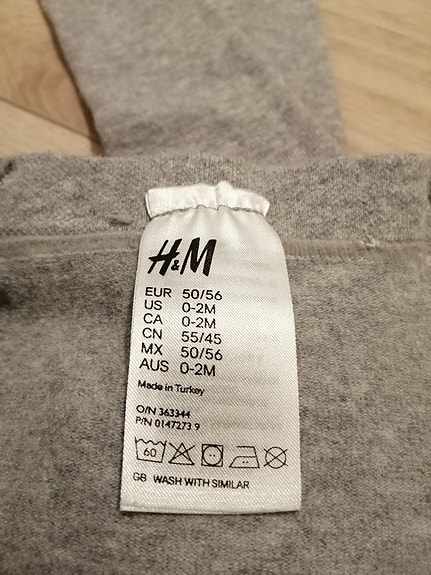 H&M
EUR 50/56
US 0-2M
CA 0-2M
CN 55/45
MX 50/56
AUS 0-2M
Made in Turkey
O/N 363344
P/N 0147273 9
60
GB WASH WITH SIMILAR